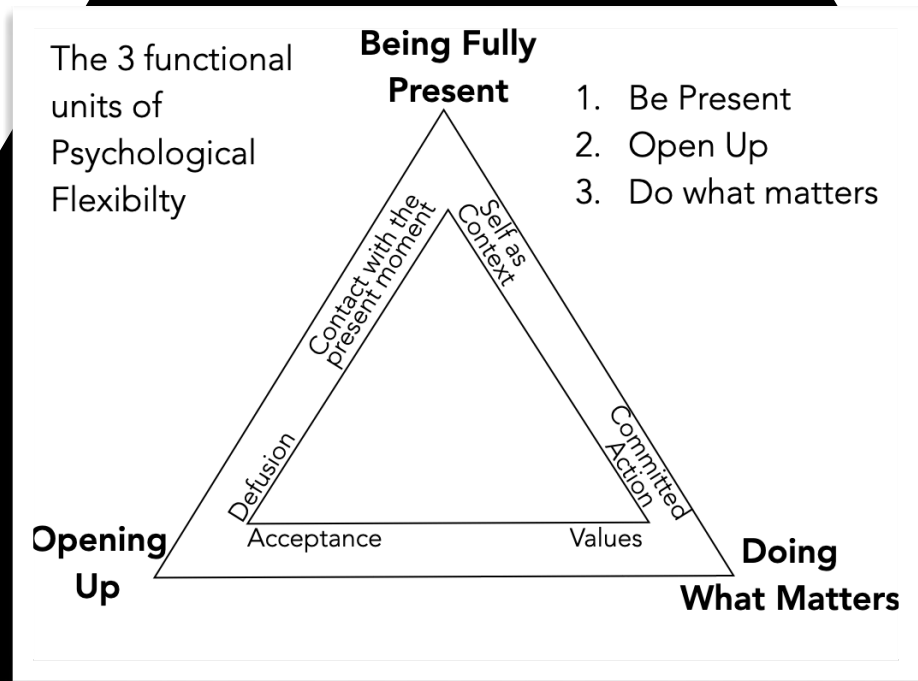 The 3 functional
units of
Psychological
Flexibilty
Being Fully
Present
1. Be Present
2. Open Up
3. Do what matters
Contact with the
present moment
Self as
Context
Defusion
Committed
Action
Acceptance
Values
Opening
Up
Doing
What Matters